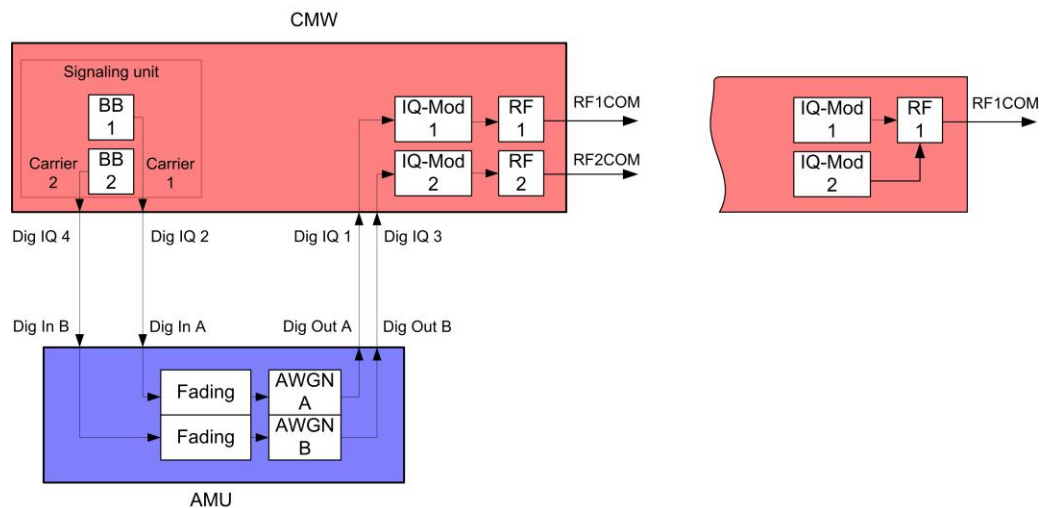 CMW
Signaling unit
BB
1
BB
2
Carrier
2
Carrier
1
IQ-Mod
1
RF
1
RF1COM
IQ-Mod
2
RF
2
RF2COM
IQ-Mod
1
RF
1
RF1COM
IQ-Mod
2
Dig IQ 4
Dig IQ 2
Dig IQ 1
Dig IQ 3
Dig In B
Dig In A
Dig Out A
Dig Out B
Fading
AWGN
A
Fading
AWGN
B
AMU